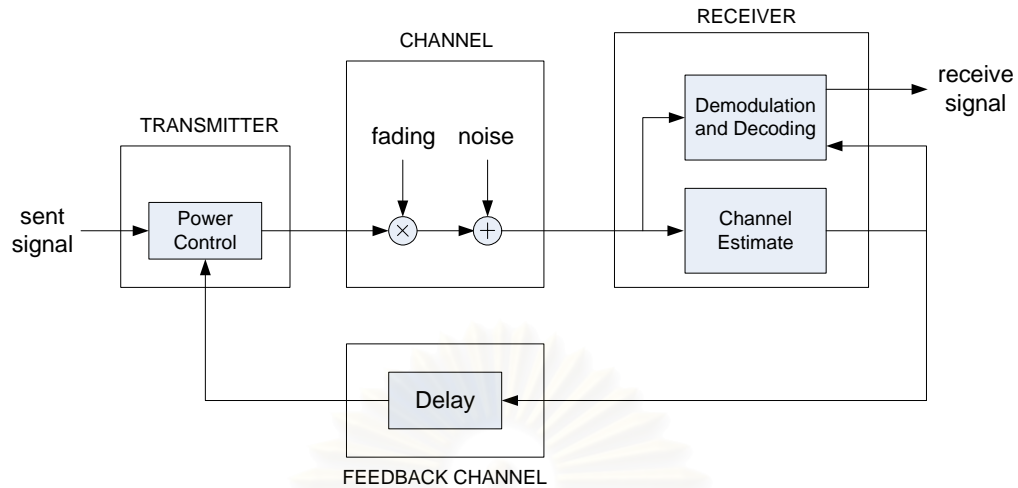 RECEIVER
CHANNEL
receive
signal
Demodulation
and Decoding
TRANSMITTER
fading
noise
sent
signal
Power
Control
×
+
Channel
Estimate
Delay
FEEDBACK CHANNEL